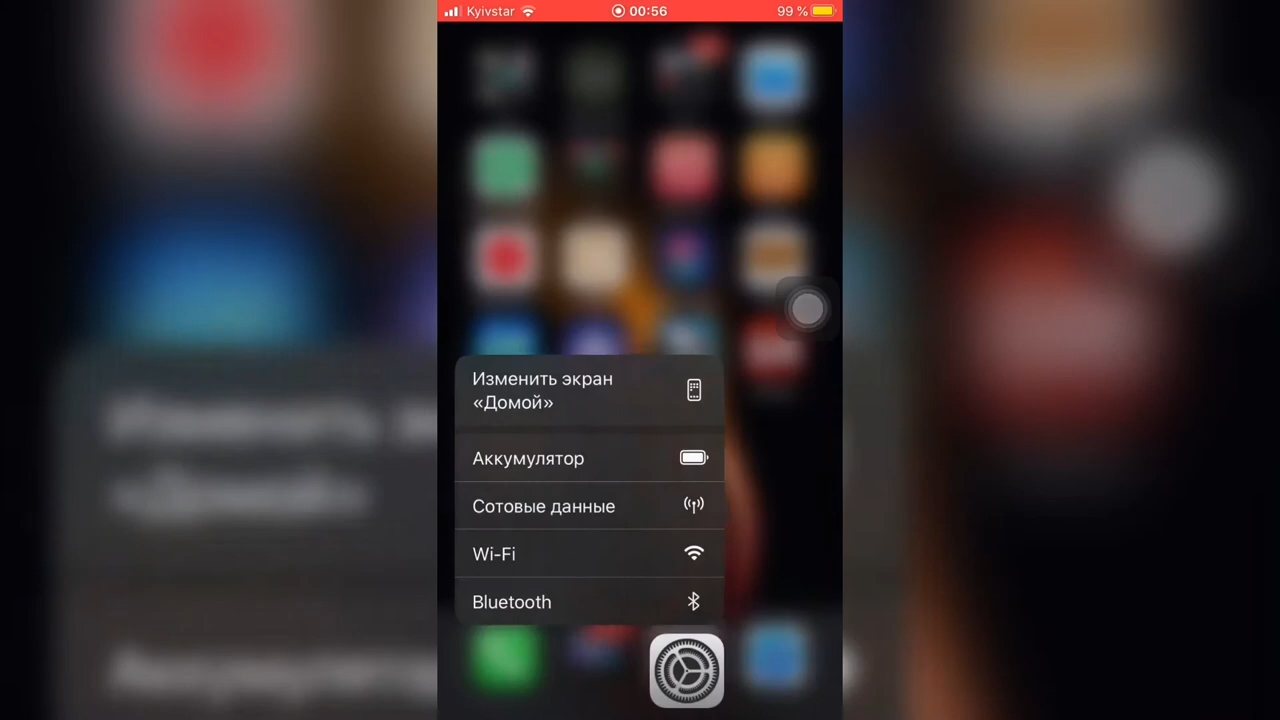 Kyivstar 00:56 99 %
Изменить экран
«Домой»
Аккумулятор
Сотовые данные
Wi-Fi
Bluetooth